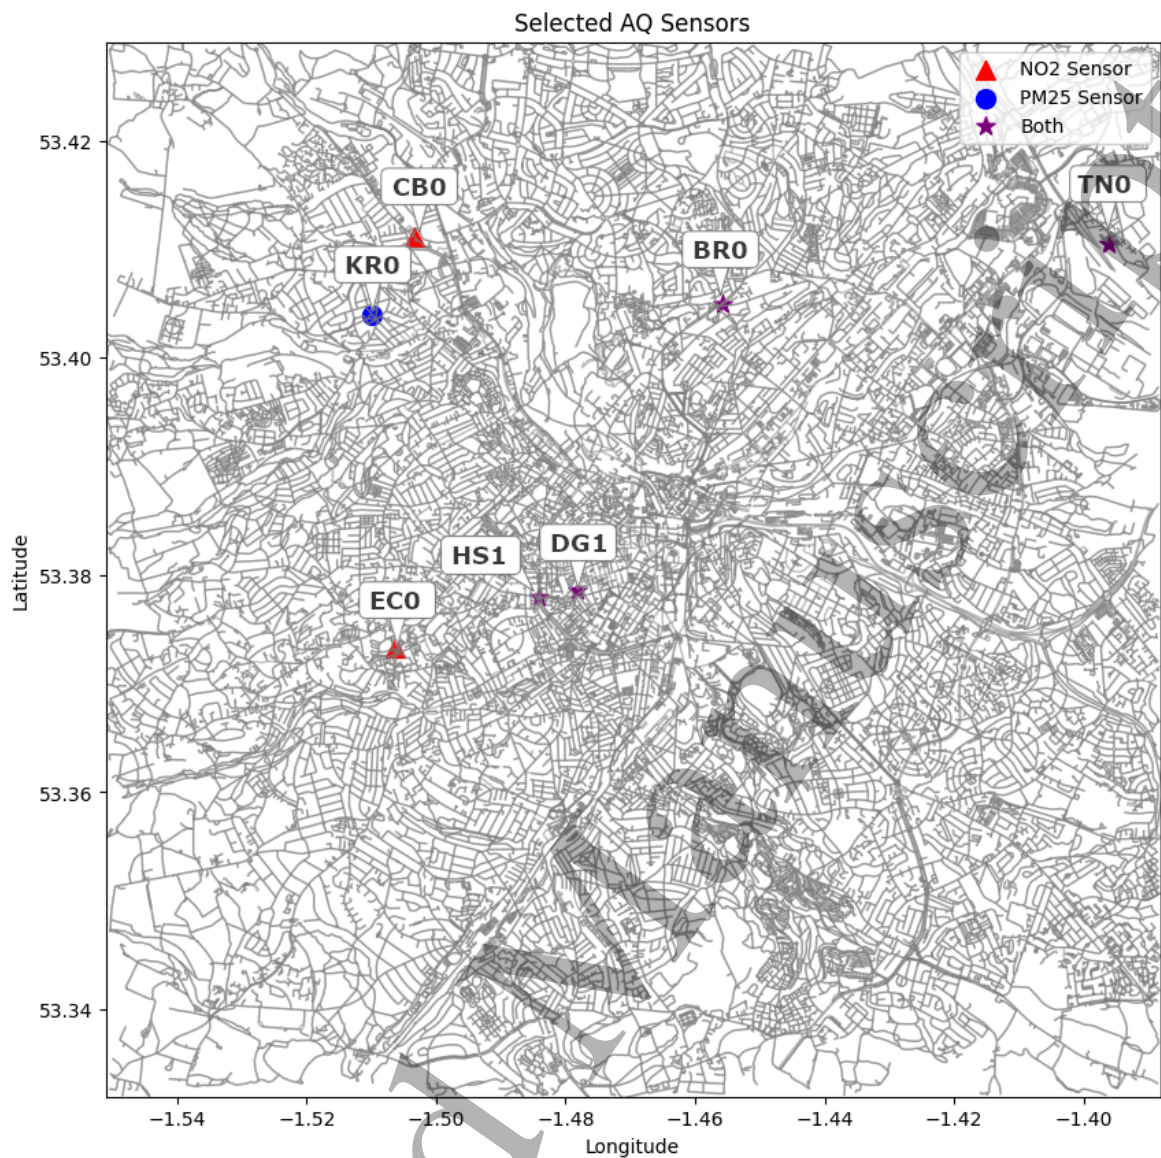 Selected AQ Sensors
NO2 Sensor
PM25 Sensor
Both
CB0
TN0
KR0
BR0
HS1
DG1
EC0
53.42
53.40
53.38
53.36
53.34
Latitude
−1.54
−1.52
−1.50
−1.48
−1.46
−1.44
−1.42
−1.40
Longitude
Manuscri